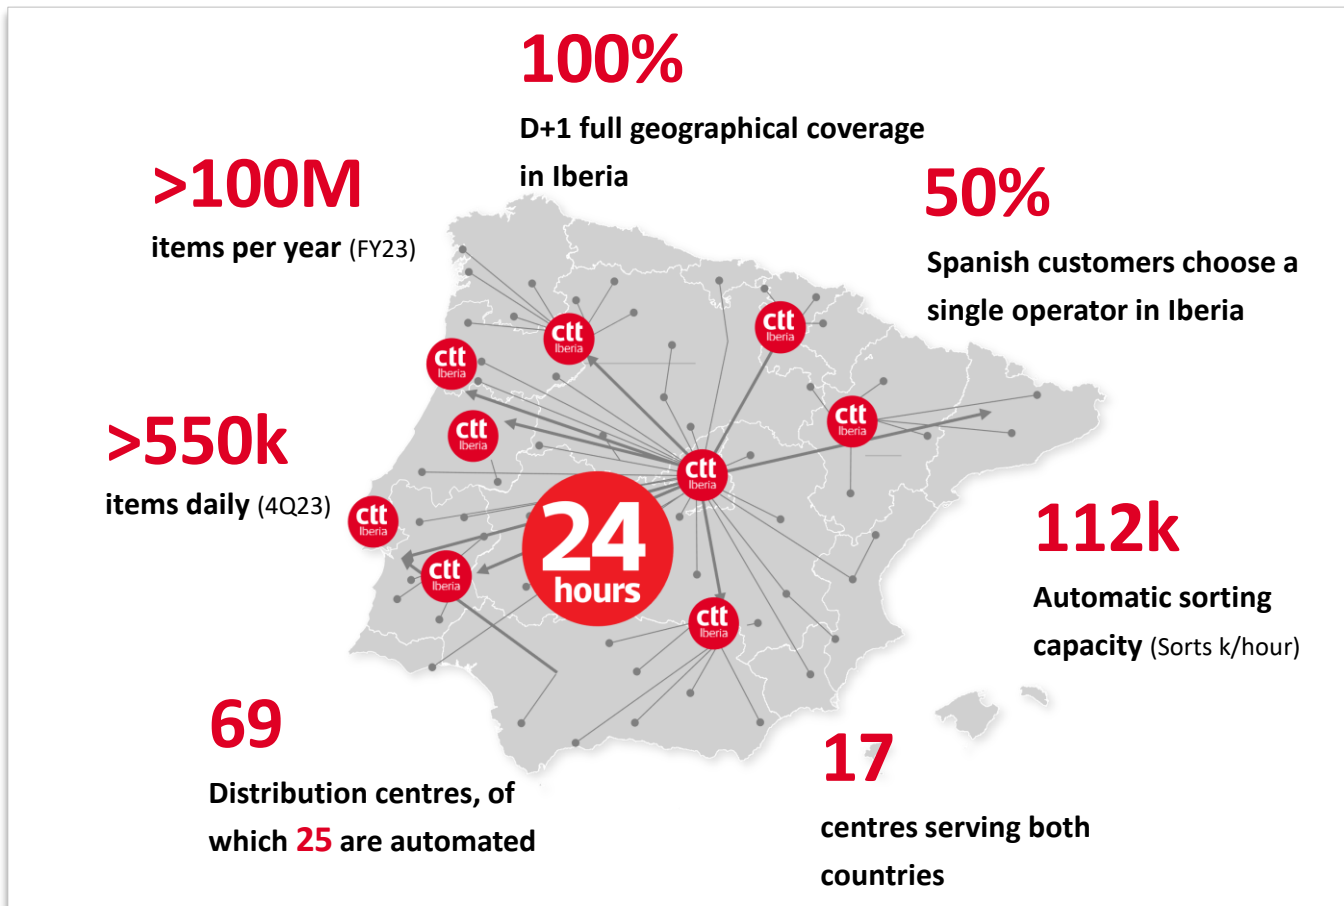 100%
D+1 full geographical coverage
in Iberia
>100M
items per year (FY23)
50%
Spanish customers choose a
single operator in Iberia
ctt
Iberia
ctt
Iberia
ctt
Iberia
ctt
Iberia
ctt
Iberia
>550k
items daily (4Q23)
ctt
Iberia
24
hours
ctt
Iberia
ctt
Iberia
ctt
Iberia
112k
Automatic sorting
capacity (Sorts k/hour)
69
Distribution centres, of
which 25 are automated
17
centres serving both
countries